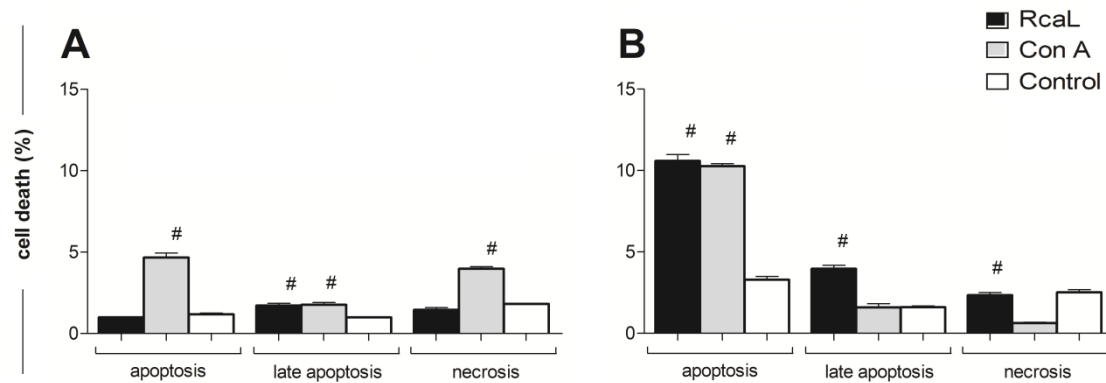 RcaL
Con A
Control
A
B
cell death (%)
15
10
5
0
# # # #
apoptosis late apoptosis necrosis
15
10
5
0
# # # #
apoptosis late apoptosis necrosis